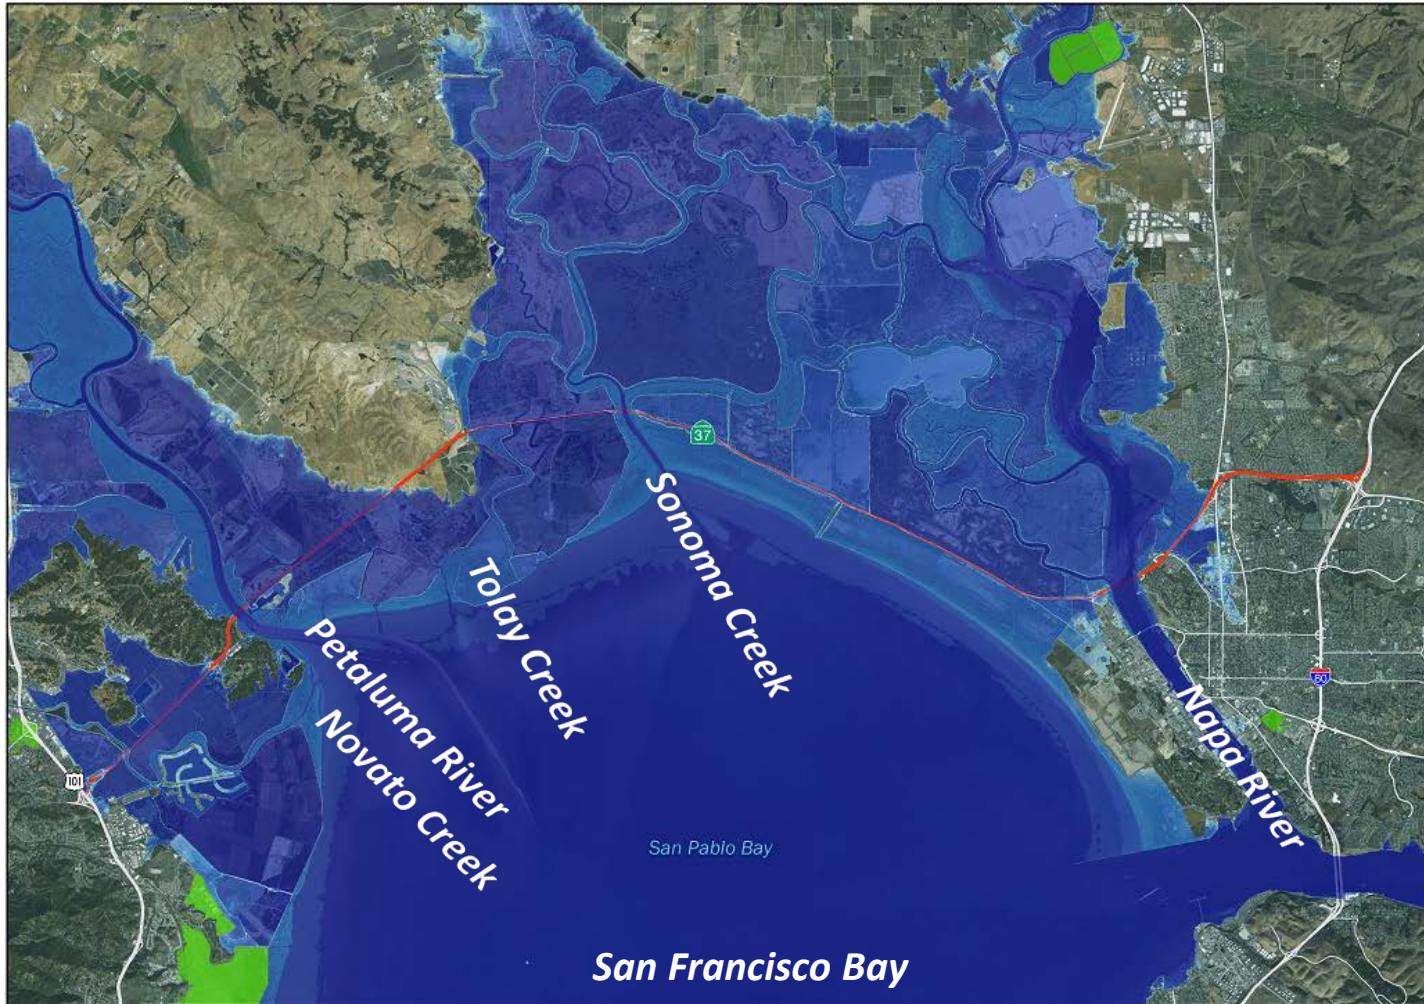 37
Sonoma Creek
Tolay Creek
Petaluma River
Novato Creek
Napa River
80
101
San Pablo Bay
San Francisco Bay